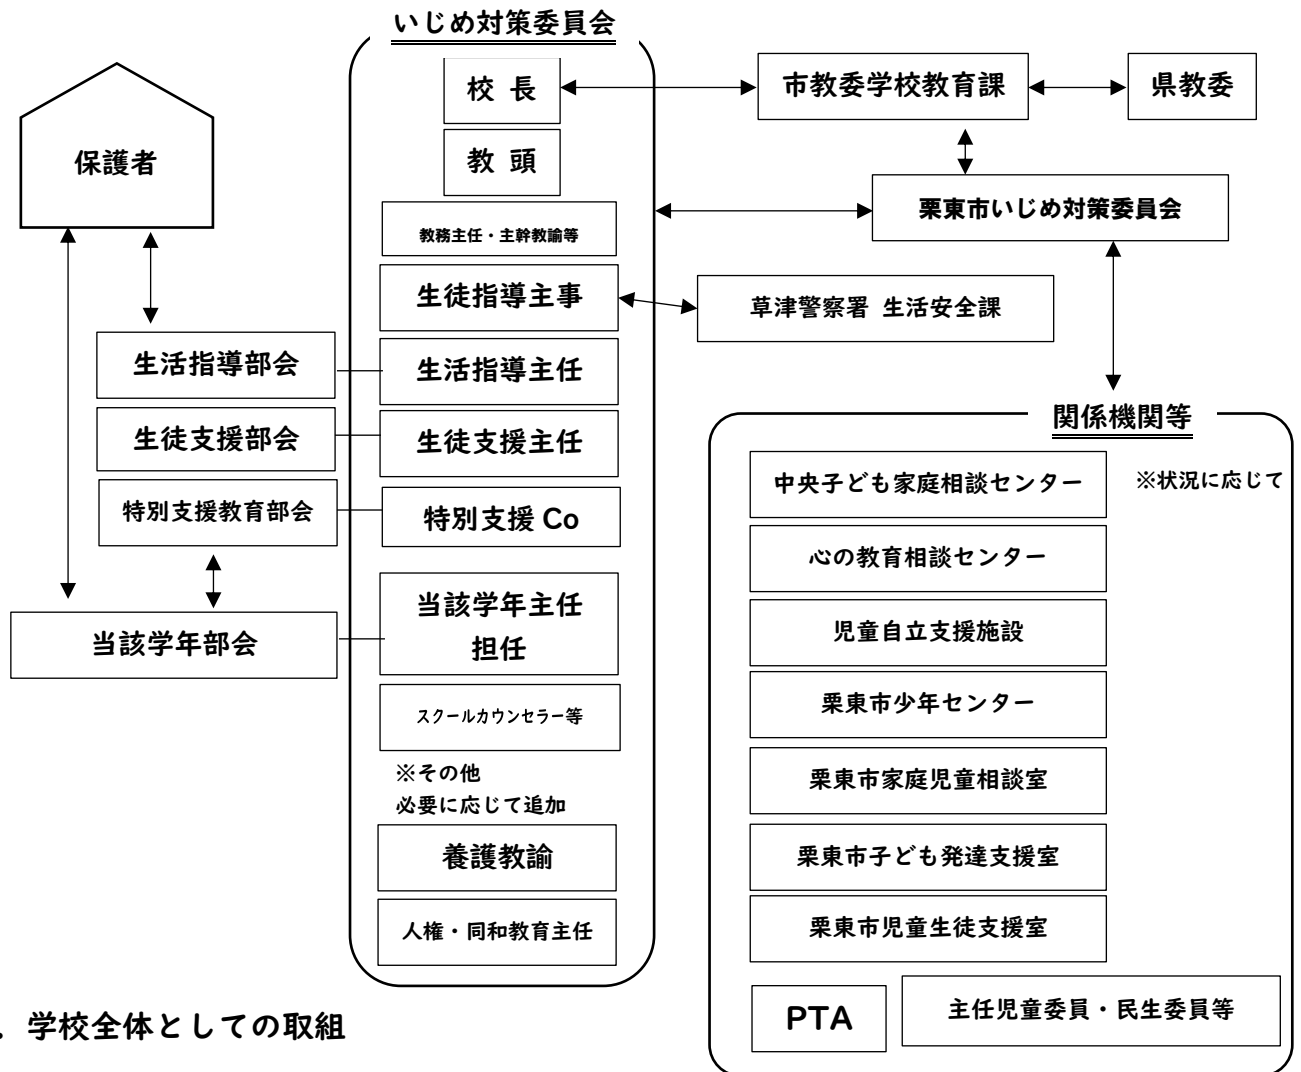 いじめ対策委員会
校 長
教 頭
教務主任・主幹教諭等
生徒指導主事
生活指導主任
生徒支援主任
特別支援 Co
当該学年主任
担任
スクールカウンセラー等
※その他
必要に応じて追加
養護教諭
人権・同和教育主任
保護者
生活指導部会
生徒支援部会
特別支援教育部会
当該学年部会
市教委学校教育課
県教委
栗東市いじめ対策委員会
草津警察署 生活安全課
関係機関等
※状況に応じて
中央子ども家庭相談センター
心の教育相談センター
児童自立支援施設
栗東市少年センター
栗東市家庭児童相談室
栗東市子ども発達支援室
栗東市児童生徒支援室
PTA
主任児童委員・民生委員等
. 学校全体としての取組